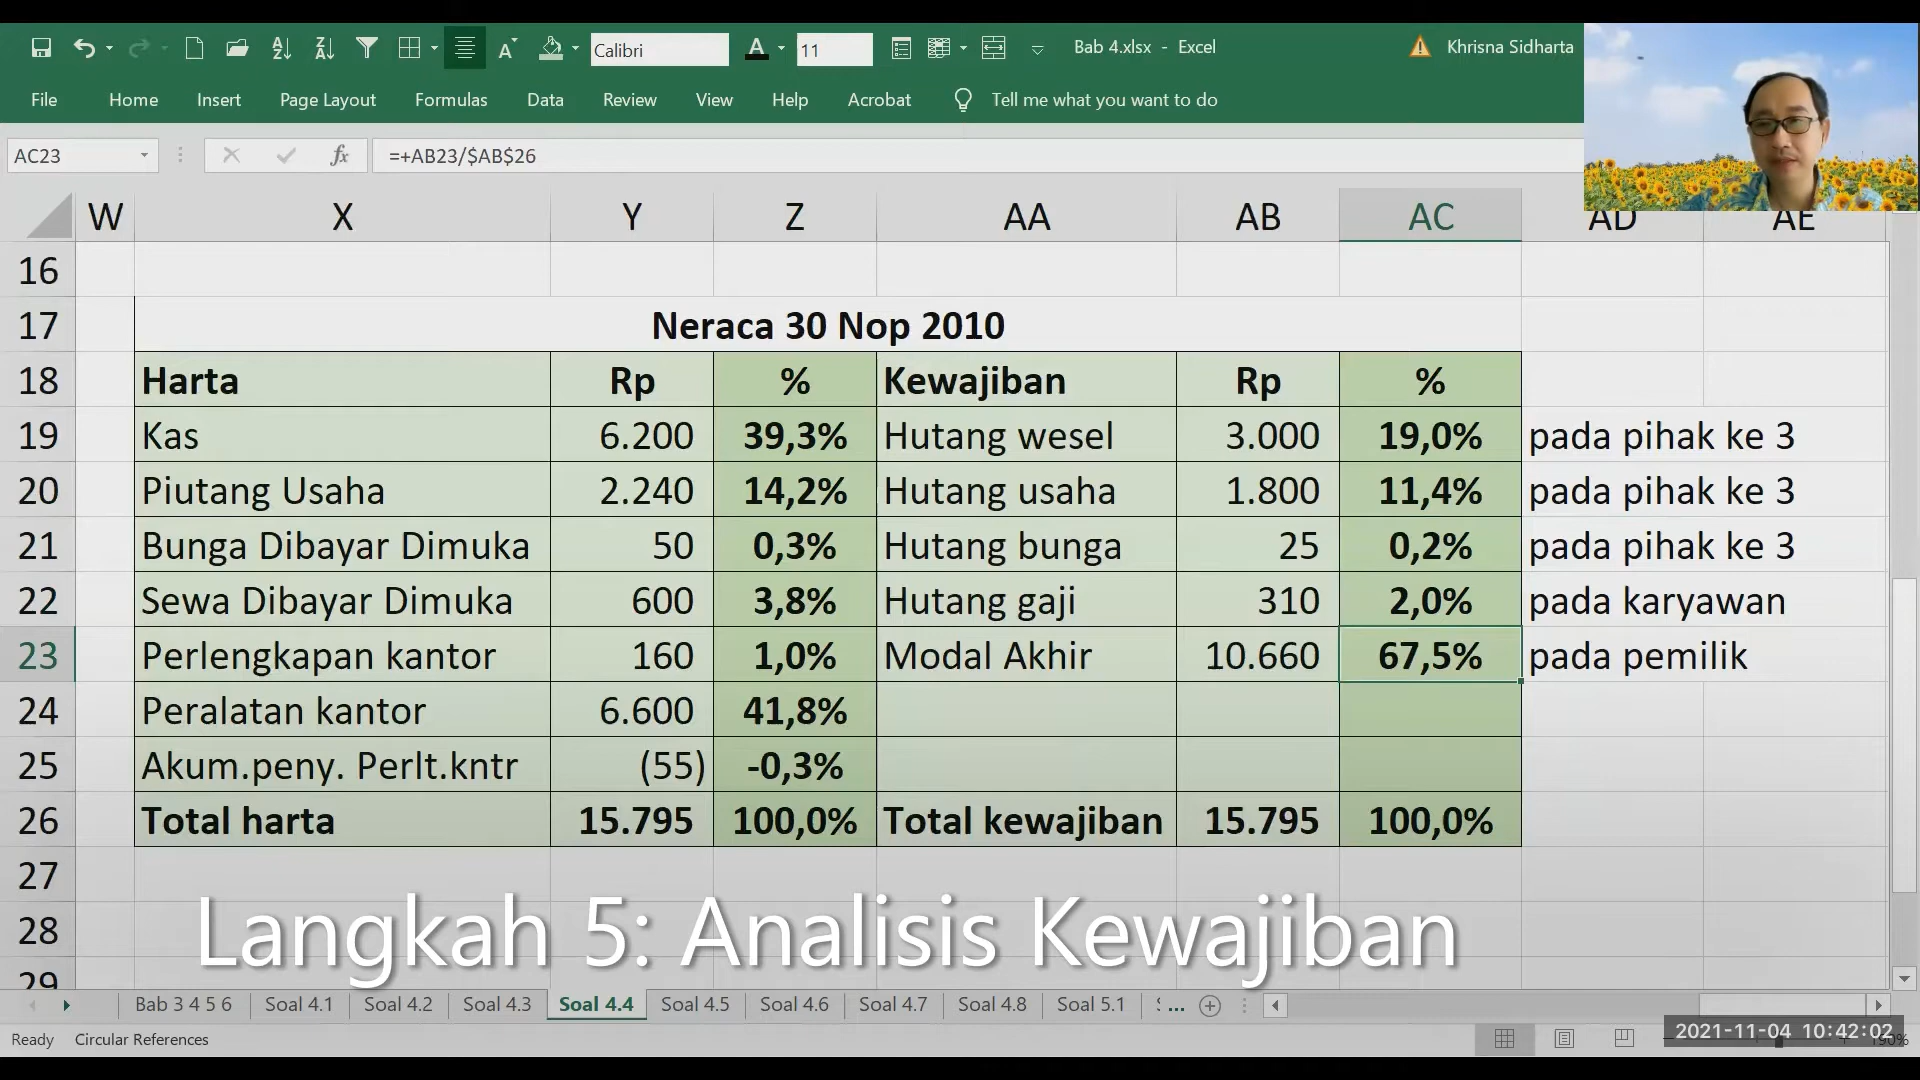 Calibri
11
Bab 4.xlsx - Excel
Khrisna Sidharta
File Home Insert Page Layout Formulas Data Review View Help Acrobat Tell me what you want to do
AC23
fx
=+AB23/$AB$26
W X Y Z AA AB AC AD AE
16
17 Neraca 30 Nop 2010
18 Harta Rp % Kewajiban Rp %
19 Kas 6.200 39,3% Hutang wesel 3.000 19,0% pada pihak ke 3
20 Piutang Usaha 2.240 14,2% Hutang usaha 1.800 11,4% pada pihak ke 3
21 Bunga Dibayar Dimuka 50 0,3% Hutang bunga 25 0,2% pada pihak ke 3
22 Sewa Dibayar Dimuka 600 3,8% Hutang gaji 310 2,0% pada karyawan
23 Perlengkapan kantor 160 1,0% Modal Akhir 10.660 67,5% pada pemilik
24 Peralatan kantor 6.600 41,8%
25 Akum.peny. Perlt.kntr (55) -0,3%
26 Total harta 15.795 100,0% Total kewajiban 15.795 100,0%
27
28
29
Langkah 5: Analisis Kewajiban
Bab 3 4 5 6 Soal 4.1 Soal 4.2 Soal 4.3 Soal 4.4 Soal 4.5 Soal 4.6 Soal 4.7 Soal 4.8 Soal 5.1 ...
Ready Circular References
2021-11-04 10:42:02